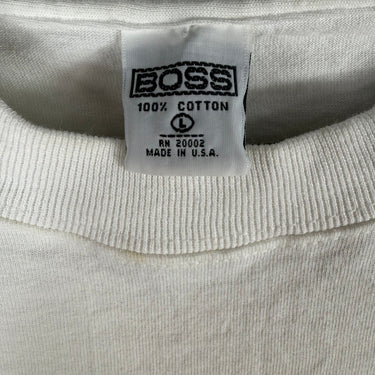 BOSS
100% COTTON
L
RN 20002
MADE IN U.S.A.